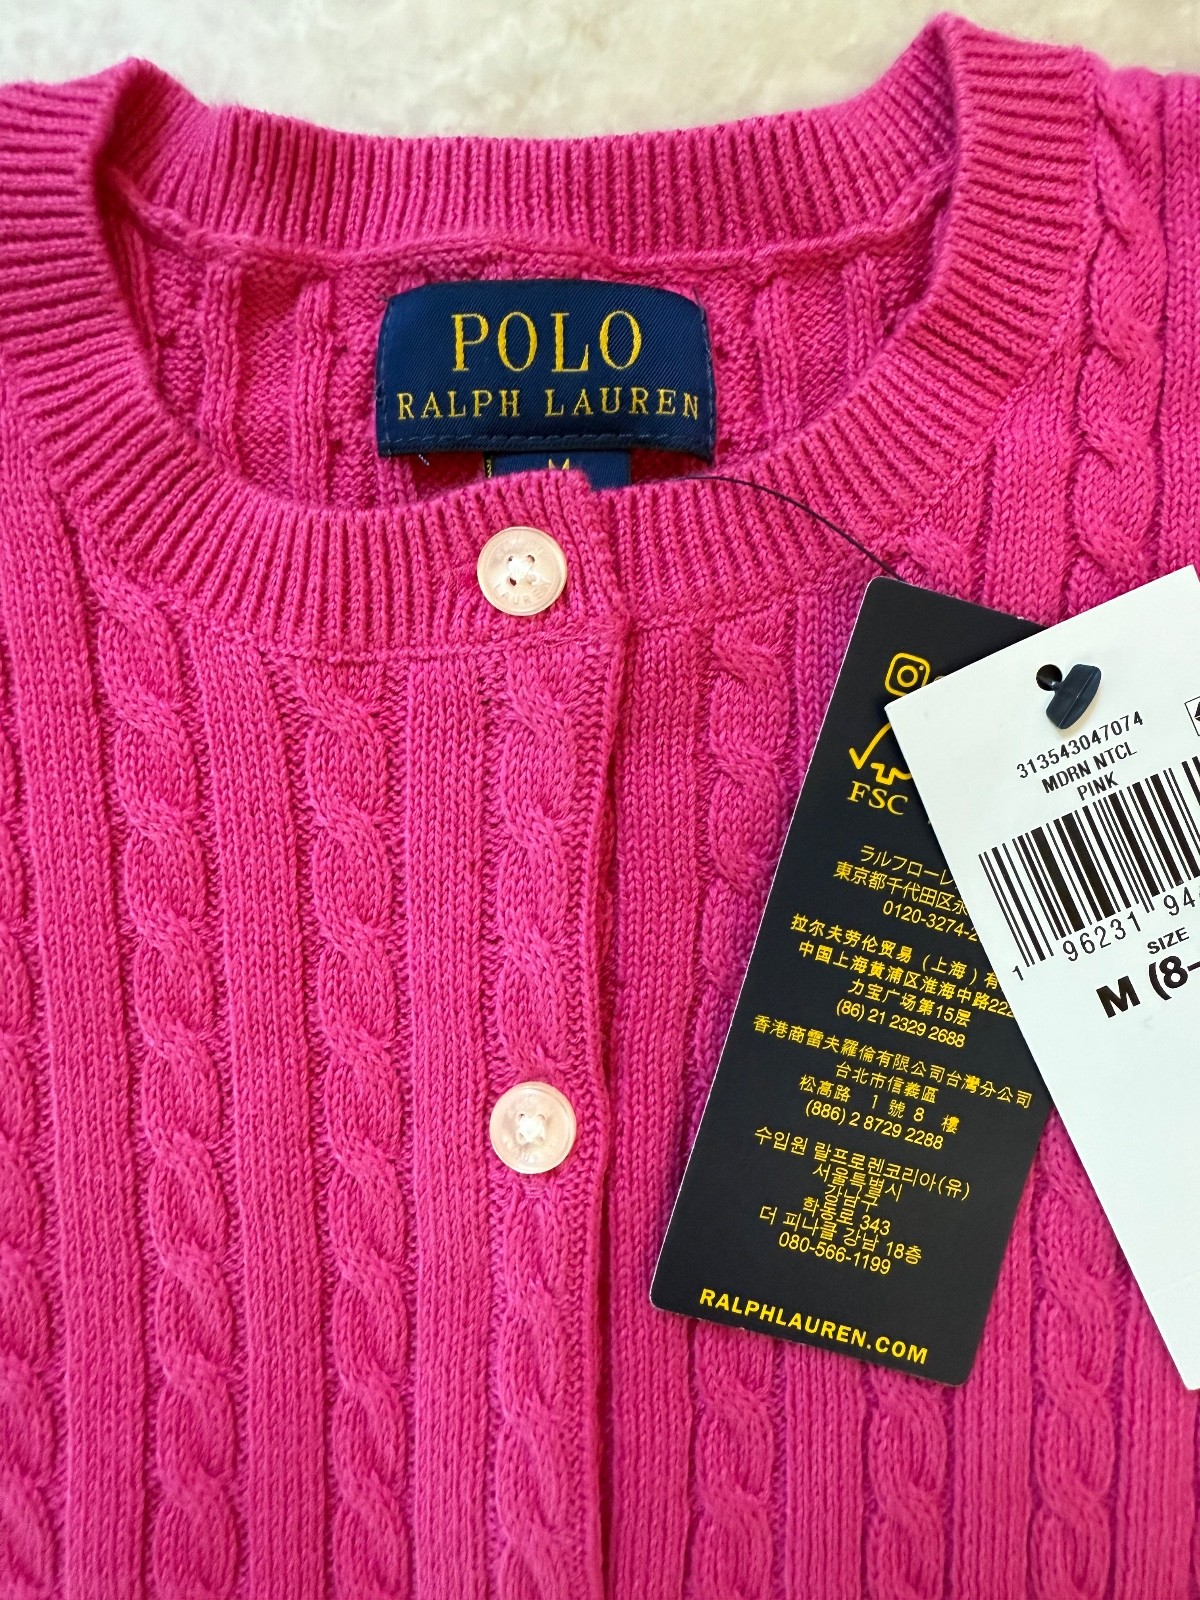 POLO
RALPH LAUREN
M
FSC
ラルフローレ
東京都千代田区永
0120-3274-2
拉尔夫劳伦贸易（上海）有
中国上海黄浦区淮海中路222
力宝广场第15层
(86) 21 2329 2688
香港商雷夫羅倫有限公司台灣分公司
台北市信義區
松高路 1 號 8 樓
(886) 2 8729 2288
수입원 랄프로렌코리아(유)
서울특별시
강남구
학동로 343
더 피나클 강남 18층
080-566-1199
RALPHLAUREN.COM
313543047074
MDRN NTCL
PINK
1 96231 94
SIZE
M (8-